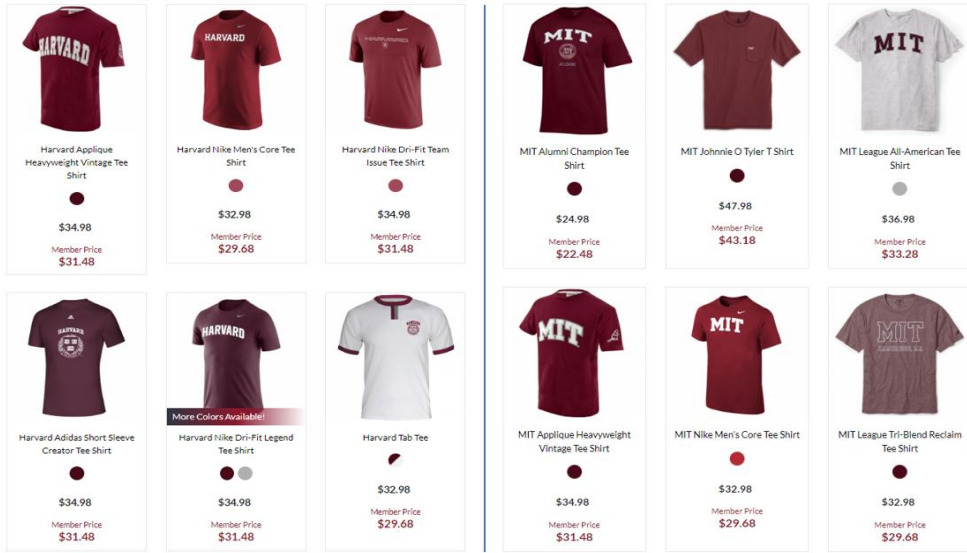 HARVARD
HARVARD
HARVARD
Harvard Applique
Heavyweight Vintage Tee
Shirt
$34.98
Member Price
$31.48
Harvard Nike Men's Core Tee
Shirt
$32.98
Member Price
$29.68
Harvard Nike Dri-Fit Team
Issue Tee Shirt
$34.98
Member Price
$31.48
HARVARD
HARVARD
More Colors Available!
Harvard Adidas Short Sleeve
Creator Tee Shirt
$34.98
Member Price
$31.48
Harvard Nike Dri-Fit Legend
Tee Shirt
$34.98
Member Price
$31.48
Harvard Tab Tee
$32.98
Member Price
$29.68
MIT
ALUMNI
MIT
MIT Alumni Champion Tee
Shirt
$24.98
Member Price
$22.48
MIT Johnnie O Tyler T Shirt
$47.98
Member Price
$43.18
MIT League All-American Tee
Shirt
$36.98
Member Price
$33.28
MIT
MIT
MIT
MIT Applique Heavyweight
Vintage Tee Shirt
$34.98
Member Price
$31.48
MIT Nike Men's Core Tee Shirt
$32.98
Member Price
$29.68
MIT League Tri-Blend Reclaim
Tee Shirt
$32.98
Member Price
$29.68